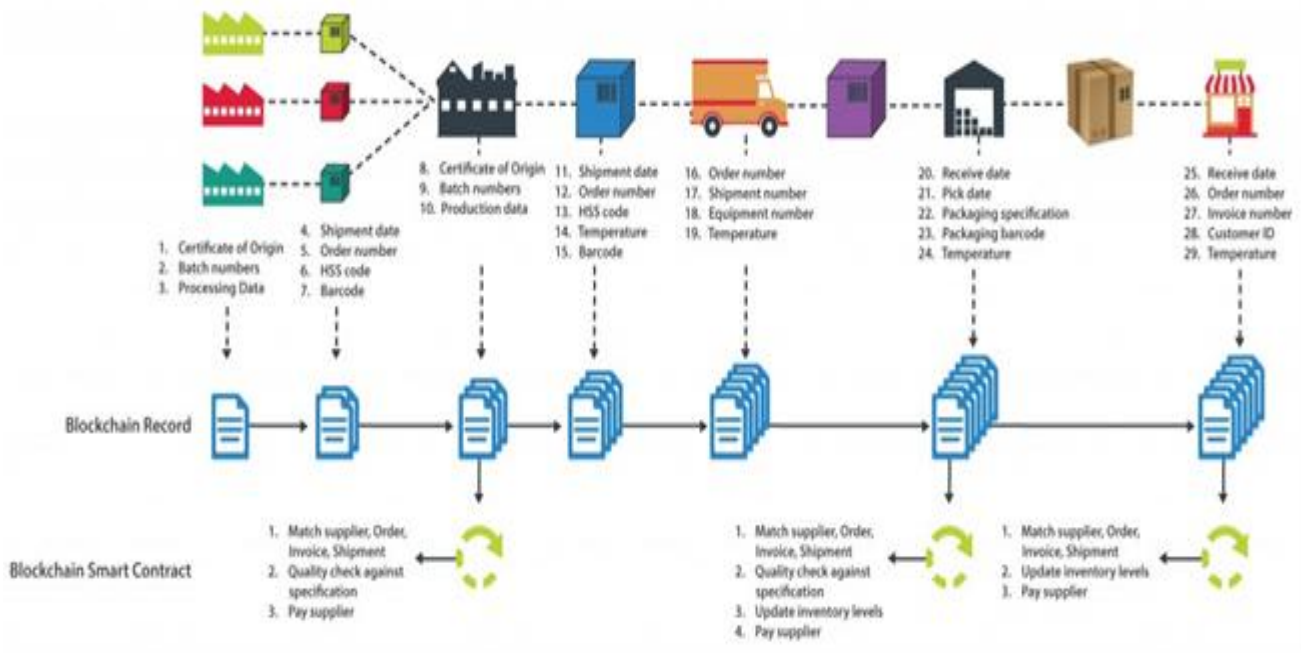 1. Certificate of Origin
2. Batch numbers
3. Processing Data
4. Shipment date
5. Order number
6. HSS code
7. Barcode
8. Certificate of Origin
9. Batch numbers
10. Production data
11. Shipment date
12. Order number
13. HSS code
14. Temperature
15. Barcode
16. Order number
17. Shipment number
18. Equipment number
19. Temperature
20. Receive date
21. Pick date
22. Packaging specification
23. Packaging barcode
24. Temperature
25. Receive date
26. Order number
27. Invoice number
28. Customer ID
29. Temperature
Blockchain Record
Blockchain Smart Contract
1. Match supplier, Order,
Invoice, Shipment
2. Quality check against
specification
3. Pay supplier
1. Match supplier, Order,
Invoice, Shipment
2. Quality check against
specification
3. Update inventory levels
4. Pay supplier
1. Match supplier, Order,
Invoice, Shipment
2. Update inventory levels
3. Pay supplier